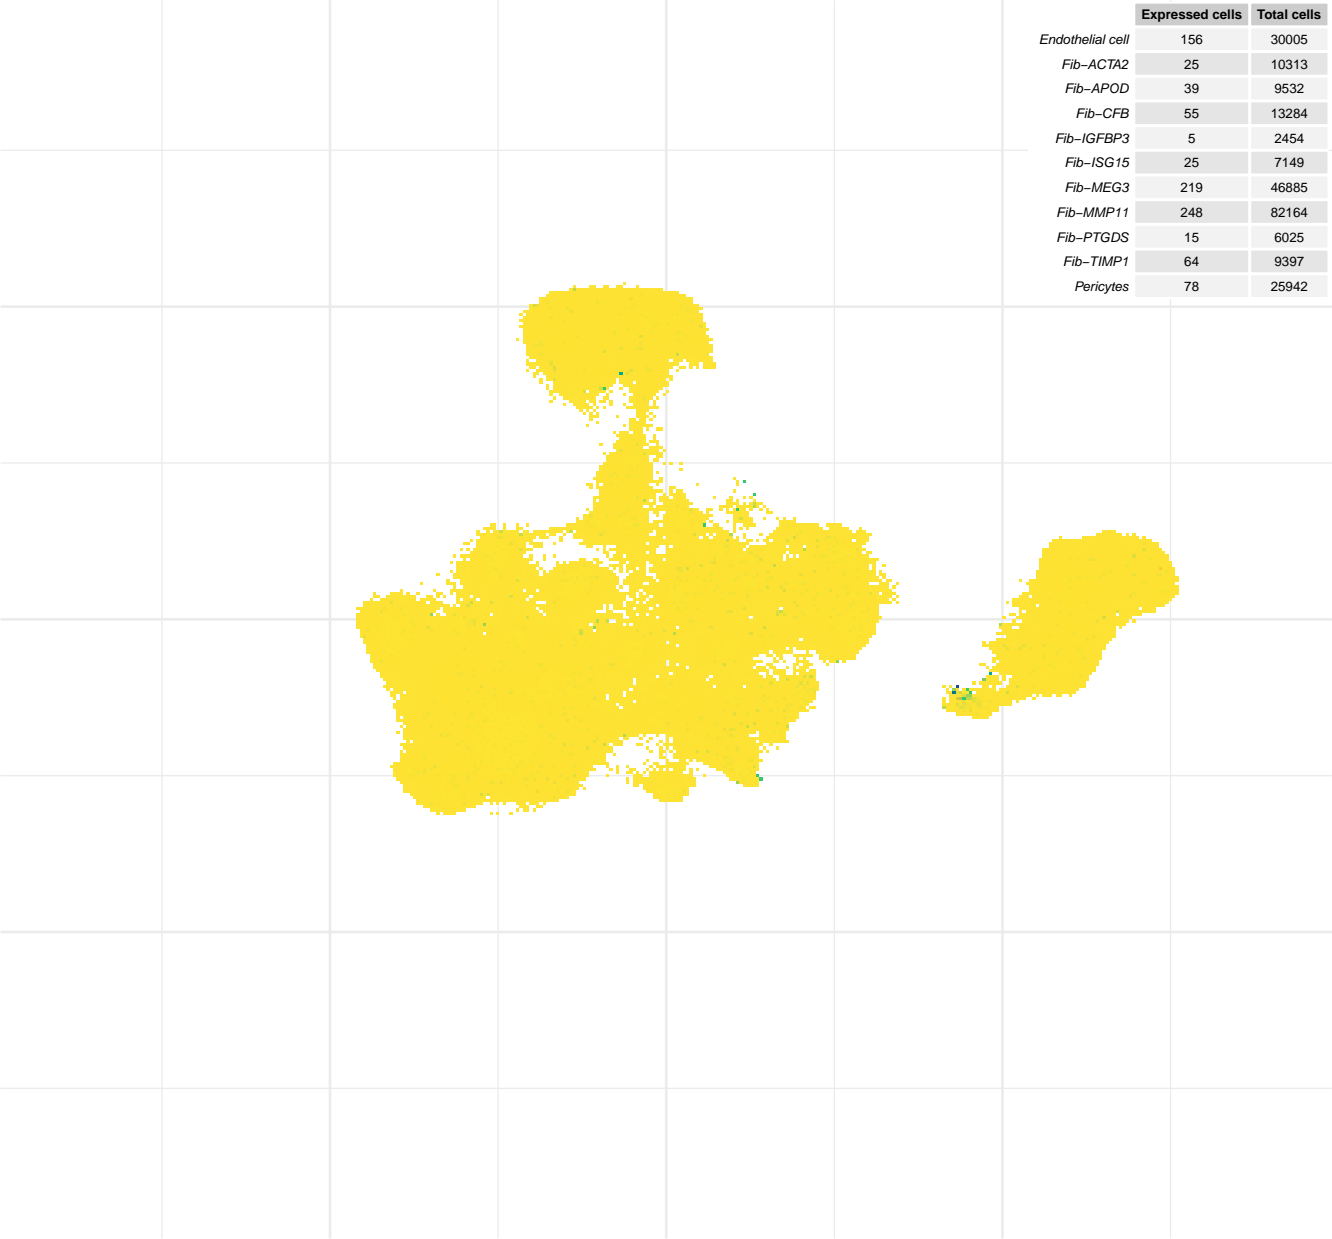 Expressed cells Total cells
Endothelial cell 156 30005
Fib−ACTA2 25 10313
Fib−APOD 39 9532
Fib−CFB 55 13284
Fib−IGFBP3 5 2454
Fib−ISG15 25 7149
Fib−MEG3 219 46885
Fib−MMP11 248 82164
Fib−PTGDS 15 6025
Fib−TIMP1 64 9397
Pericytes 78 25942